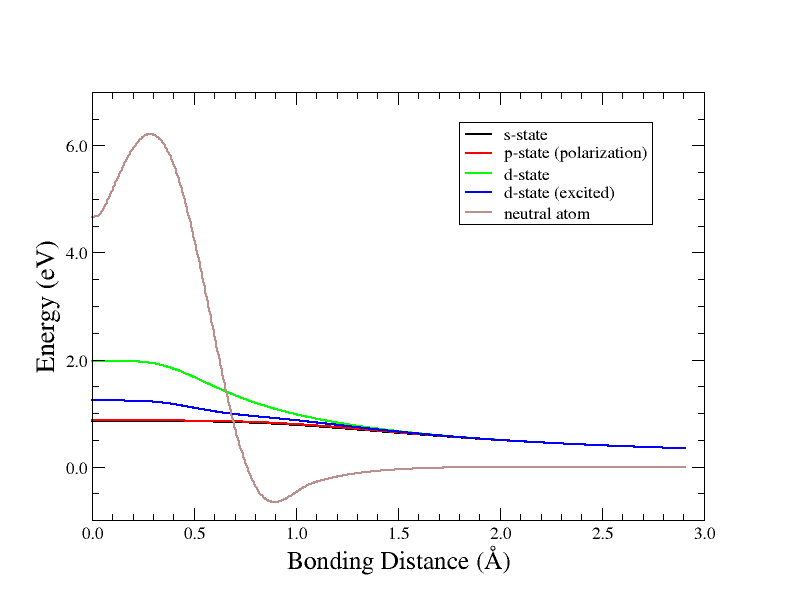 s-state
p-state (polarization)
d-state
d-state (excited)
neutral atom
6.0
4.0
2.0
0.0
Energy (eV)
0.0 0.5 1.0 1.5 2.0 2.5 3.0
Bonding Distance (Å)